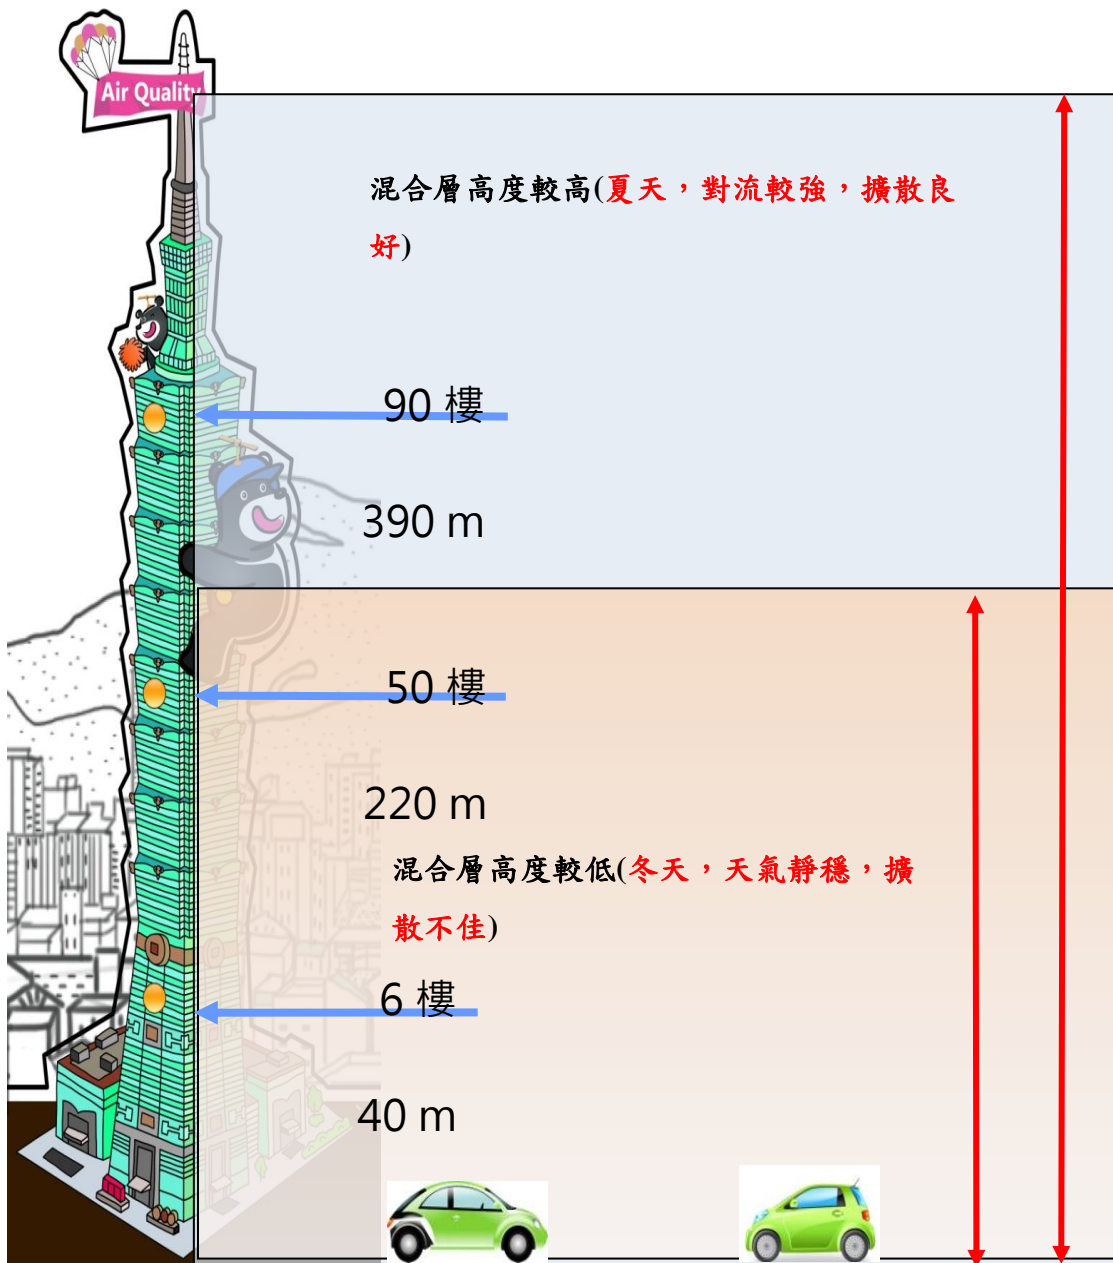 Air Quality
混合層高度較高(夏天，對流較強，擴散良
好)
90 樓
390 m
50 樓
220 m
混合層高度較低(冬天，天氣靜穩，擴
散不佳)
6 樓
40 m